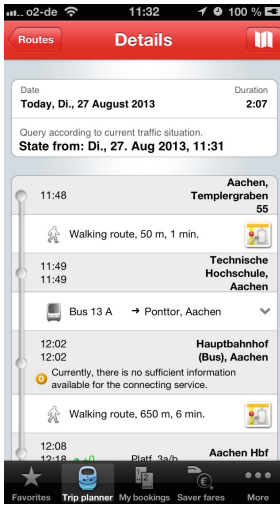 o2-de 11:32 100 %
Routes Details
Date Duration
Today, Di., 27 August 2013 2:07
Query according to current traffic situation.
State from: Di., 27. Aug 2013, 11:31
11:48 Aachen,
Templergraben
55
Walking route, 50 m, 1 min.
11:49 Technische
11:49 Hochschule,
Aachen
Bus 13 A → Ponttor, Aachen
12:02 Hauptbahnhof
12:02 (Bus), Aachen
Currently, there is no sufficient information
available for the connecting service.
Walking route, 650 m, 6 min.
12:08 Aachen Hbf
12:18 +0 Platf. 3a/b
Favorites Trip planner My bookings Saver fares More